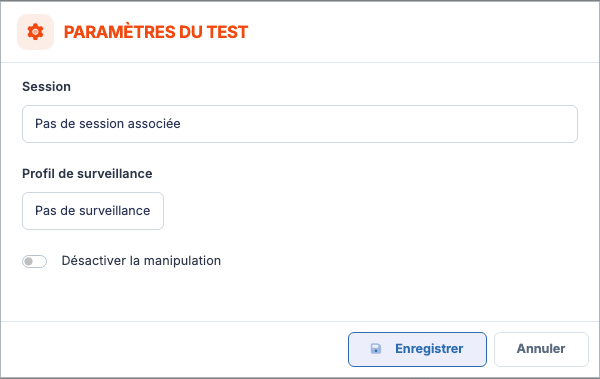 PARAMÈTRES DU TEST
Session
Pas de session associée
Profil de surveillance
Pas de surveillance
Désactiver la manipulation
Enregistrer
Annuler